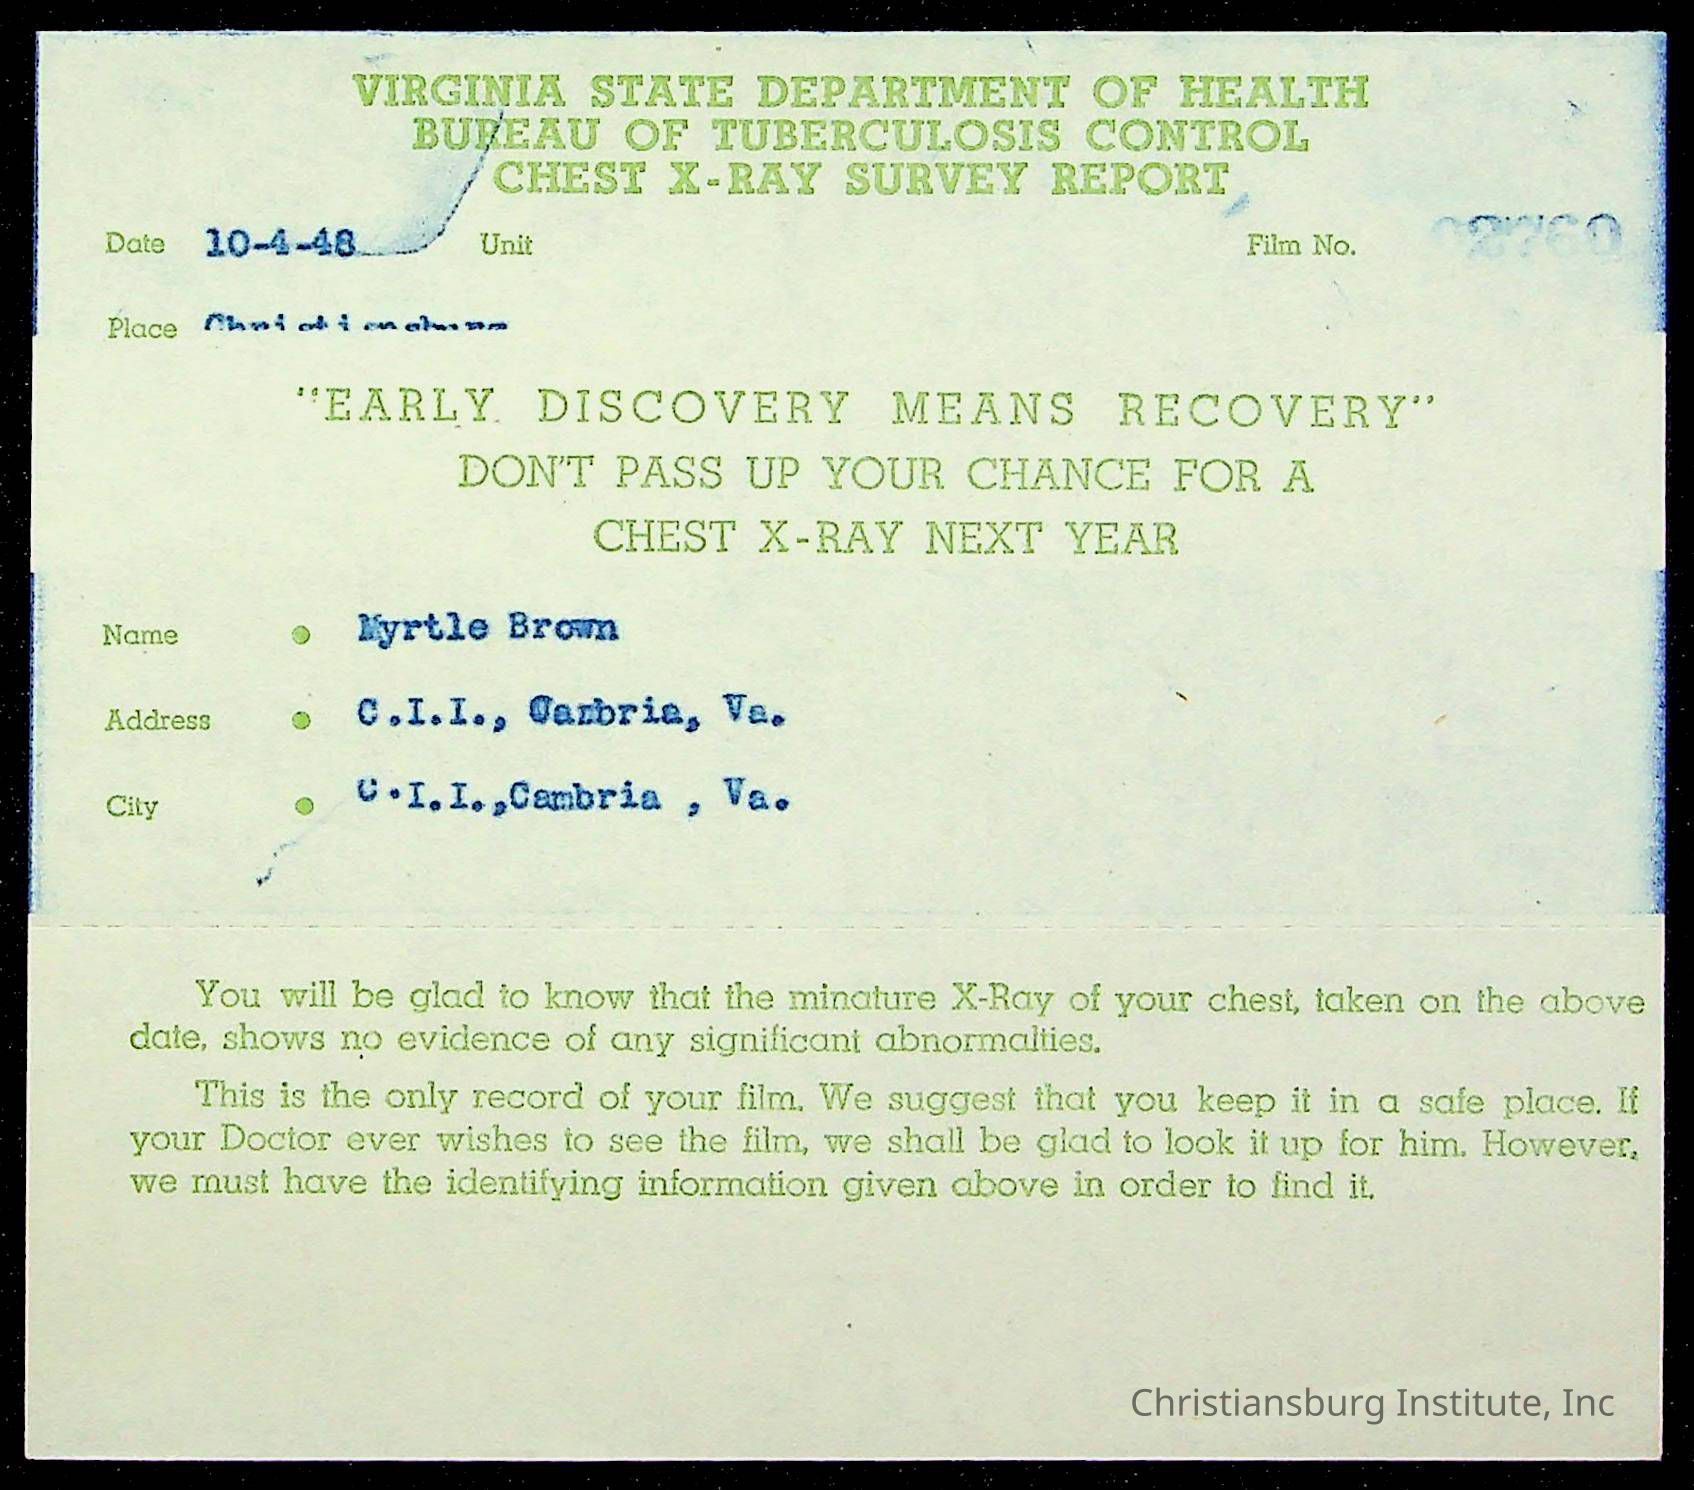 VIRGINIA STATE DEPARTMENT OF HEALTH
BUREAU OF TUBERCULOSIS CONTROL
CHEST X-RAY SURVEY REPORT
Date 10-4-48 Unit Film No.
Place Christiansburg
"EARLY DISCOVERY MEANS RECOVERY"
DON'T PASS UP YOUR CHANCE FOR A
CHEST X-RAY NEXT YEAR
Name Myrtle Brown
Address C.I.I., Cambria, Va.
City C.I.I.,Cambria , Va.
You will be glad to know that the minature X-Ray of your chest, taken on the above
date, shows no evidence of any significant abnormalties.
This is the only record of your film. We suggest that you keep it in a safe place. If
your Doctor ever wishes to see the film, we shall be glad to look it up for him. However,
we must have the identifying information given above in order to find it.
Christiansburg Institute, Inc